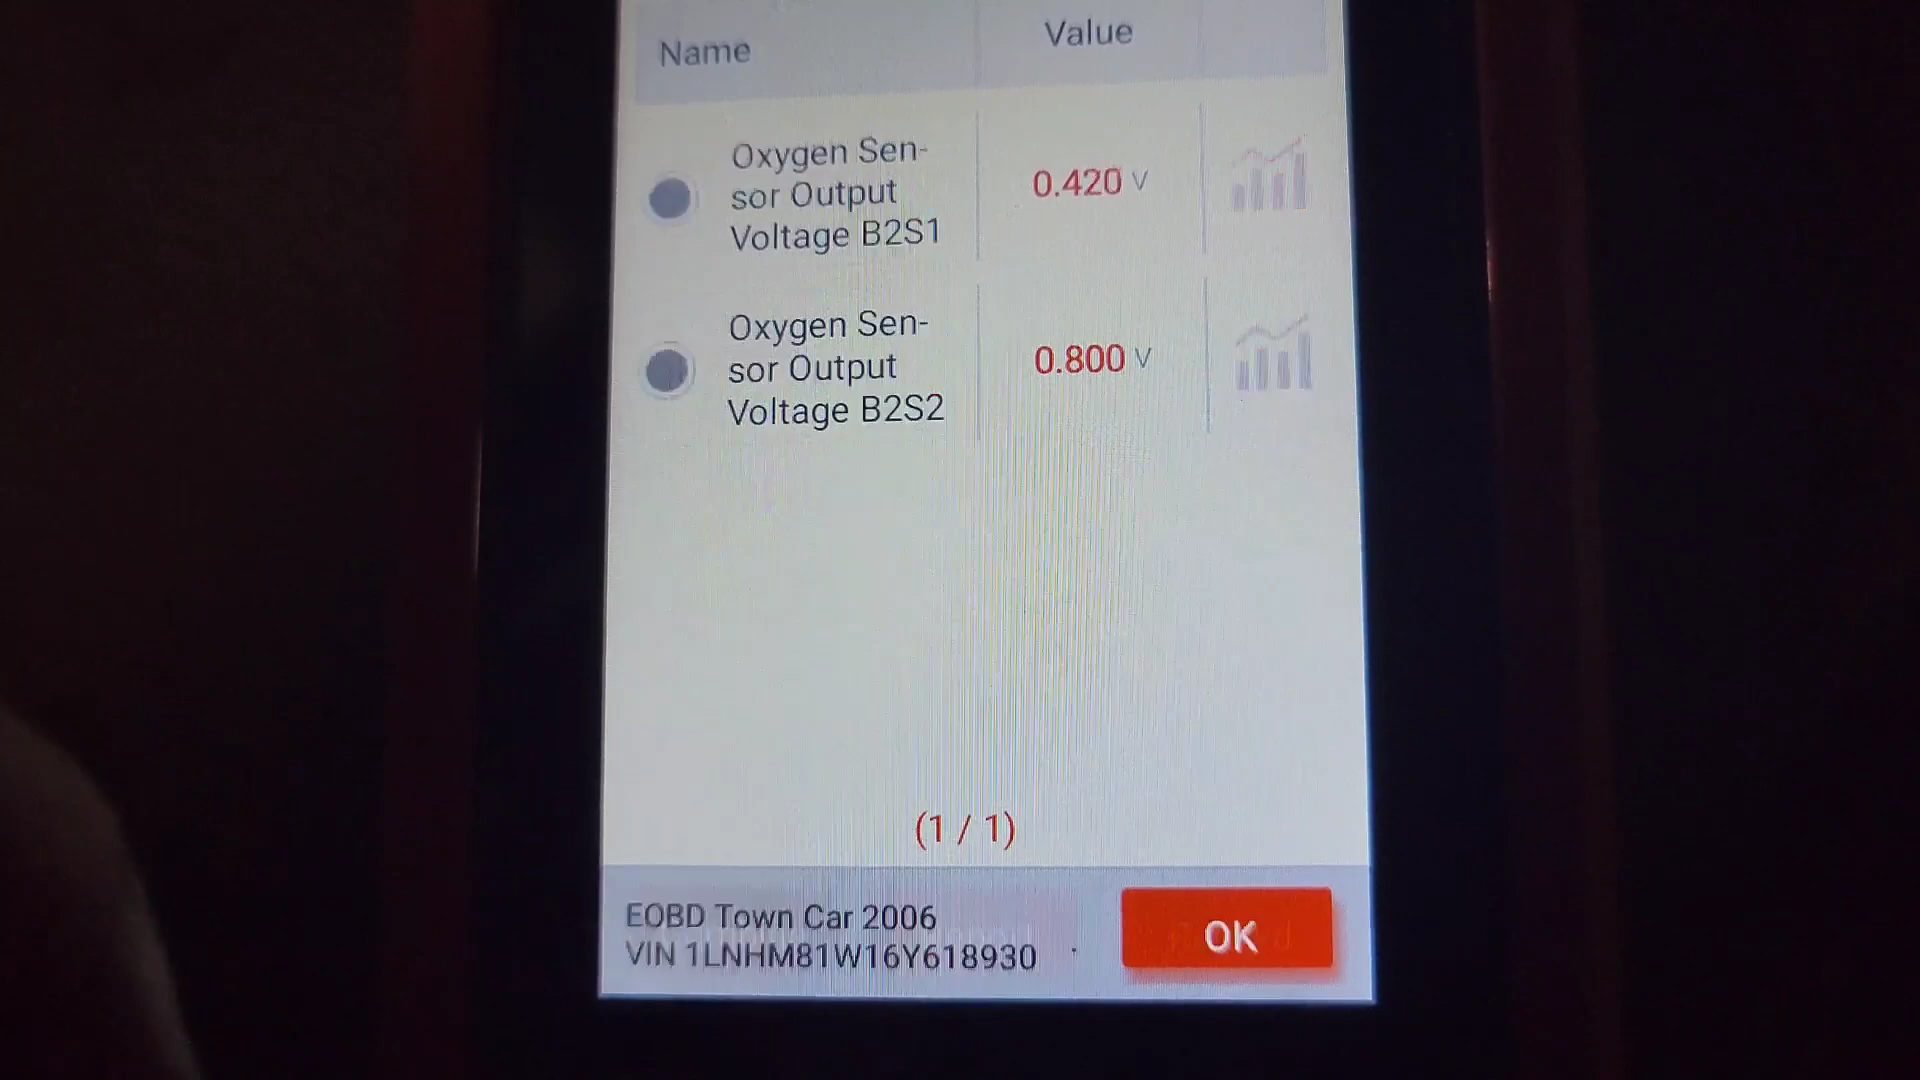 Name Value
Oxygen Sen-
sor Output
Voltage B2S1
0.420 V
Oxygen Sen-
sor Output
Voltage B2S2
0.800 V
(1 / 1)
EOBD Town Car 2006
VIN 1LNHM81W16Y618930
OK